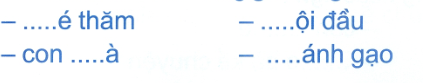 – .....é thăm – .....ội đầu
– con .....à – .....ánh gạo